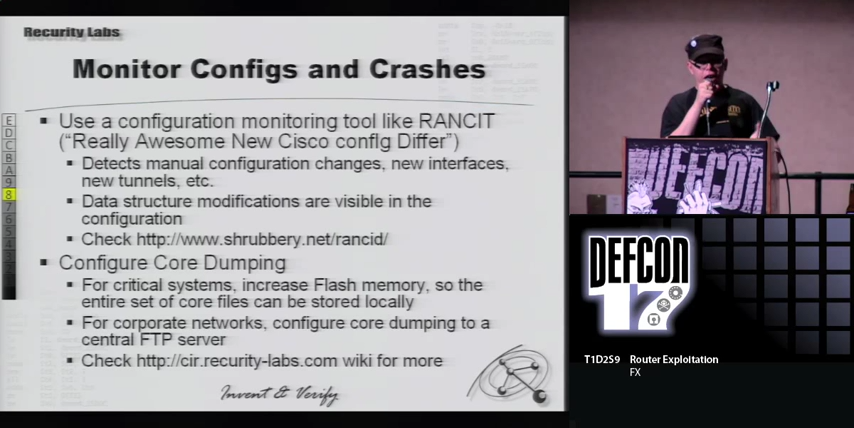 Recurity Labs
Monitor Configs and Crashes
Use a configuration monitoring tool like RANCIT
("Really Awesome New Cisco confIg Differ")
Detects manual configuration changes, new interfaces,
new tunnels, etc.
Data structure modifications are visible in the
configuration
Check http://www.shrubbery.net/rancid/
Configure Core Dumping
For critical systems, increase Flash memory, so the
entire set of core files can be stored locally
For corporate networks, configure core dumping to a
central FTP server
Check http://cir.recurity-labs.com wiki for more
Invent & Verify
E
D
C
B
A
9
8
7
6
5
4
DEFCON
DEFCON
17
T1D2S9 Router Exploitation
FX